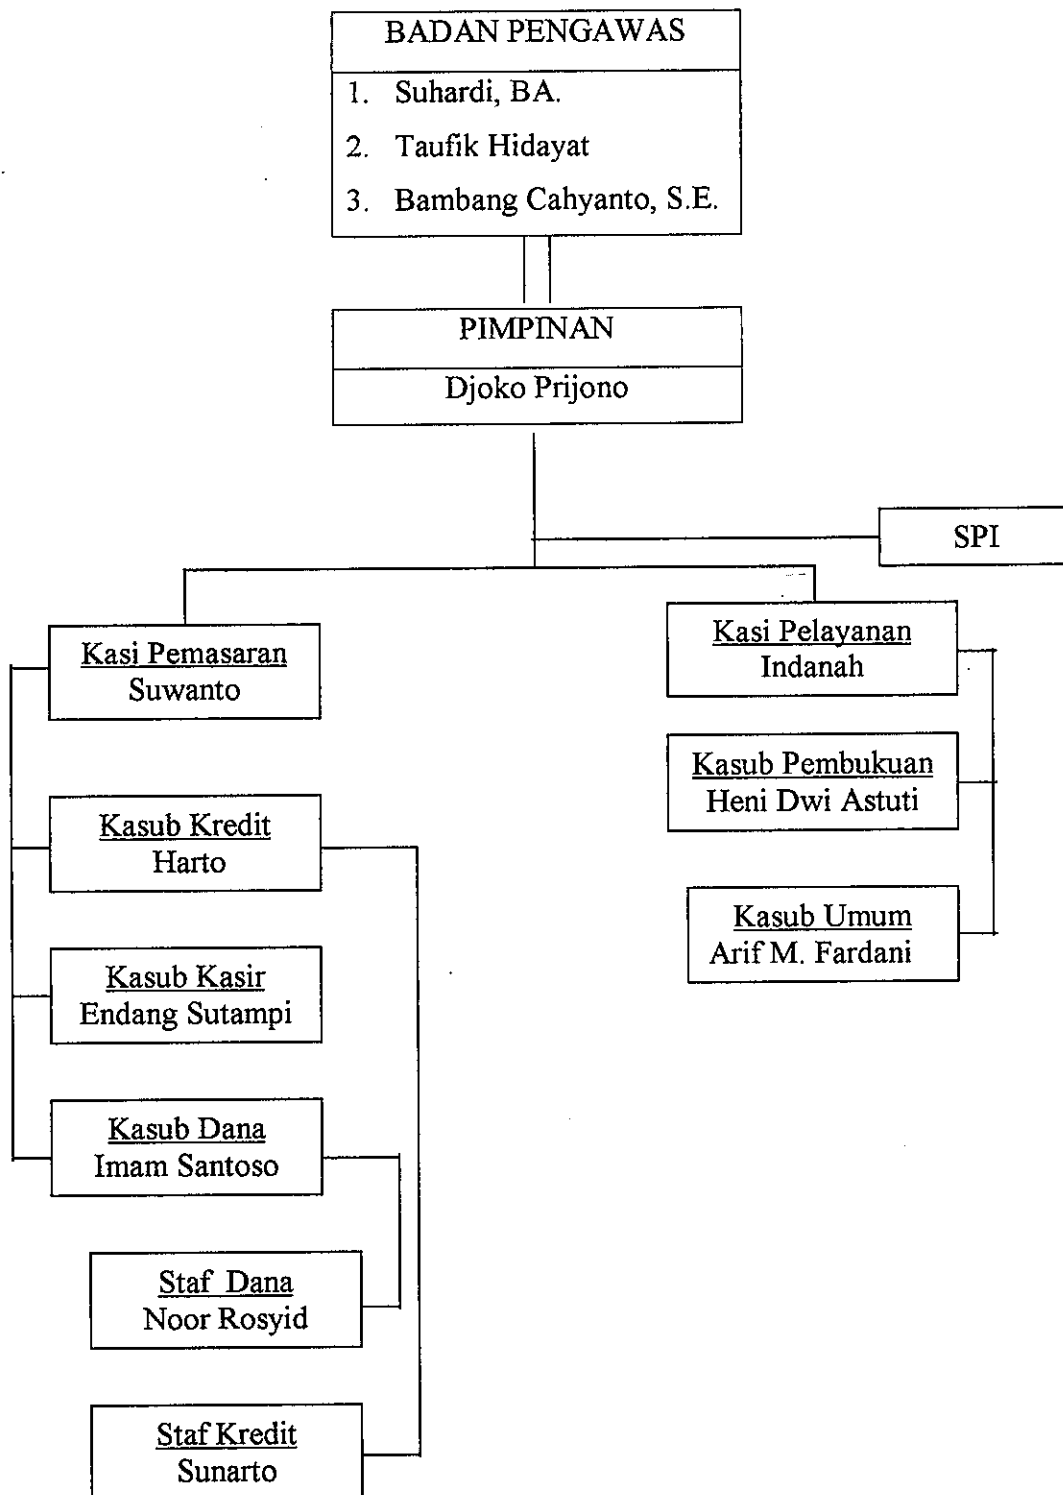 BADAN PENGAWAS
1. Suhardi, BA.
2. Taufik Hidayat
3. Bambang Cahyanto, S.E.
PIMPINAN
Djoko Prijono
SPI
Kasi Pemasaran
Suwanto
Kasub Kredit
Harto
Kasub Kasir
Endang Sutampi
Kasub Dana
Imam Santoso
Staf Dana
Noor Rosyid
Staf Kredit
Sunarto
Kasi Pelayanan
Indanah
Kasub Pembukuan
Heni Dwi Astuti
Kasub Umum
Arif M. Fardani